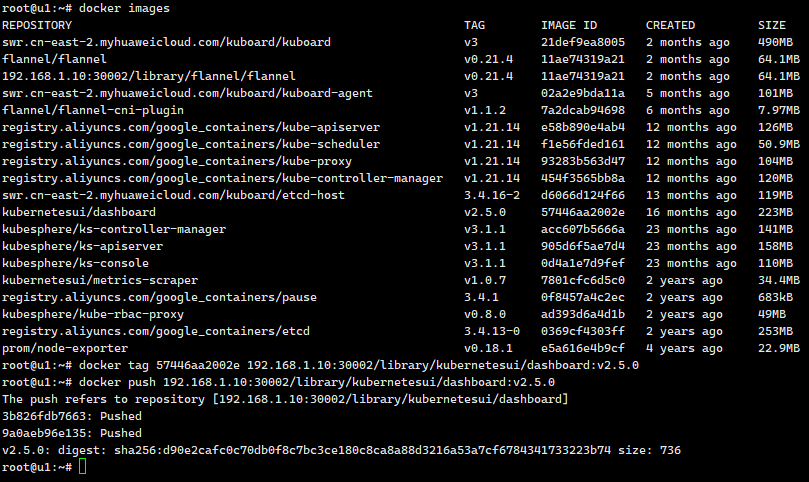 root@u1:~# docker images
REPOSITORY TAG IMAGE ID CREATED SIZE
swr.cn-east-2.myhuaweicloud.com/kuboard/kuboard v3 21def9ea8005 2 months ago 490MB
flannel/flannel v0.21.4 11ae74319a21 2 months ago 64.1MB
192.168.1.10:30002/library/flannel/flannel v0.21.4 11ae74319a21 2 months ago 64.1MB
swr.cn-east-2.myhuaweicloud.com/kuboard/kuboard-agent v3 02a2e9bda11a 5 months ago 101MB
flannel/flannel-cni-plugin v1.1.2 7a2dcab94698 6 months ago 7.97MB
registry.aliyuncs.com/google_containers/kube-apiserver v1.21.14 e58b890e4ab4 12 months ago 126MB
registry.aliyuncs.com/google_containers/kube-scheduler v1.21.14 f1e56fded161 12 months ago 50.9MB
registry.aliyuncs.com/google_containers/kube-proxy v1.21.14 93283b563d47 12 months ago 104MB
registry.aliyuncs.com/google_containers/kube-controller-manager v1.21.14 454f3565bb8a 12 months ago 120MB
swr.cn-east-2.myhuaweicloud.com/kuboard/etcd-host 3.4.16-2 d6066d124f66 13 months ago 119MB
kubernetesui/dashboard v2.5.0 57446aa2002e 16 months ago 223MB
kubesphere/ks-controller-manager v3.1.1 acc607b5666a 23 months ago 141MB
kubesphere/ks-apiserver v3.1.1 905d6f5ae7d4 23 months ago 158MB
kubesphere/ks-console v3.1.1 0d4a1e7d9fef 23 months ago 110MB
kubernetesui/metrics-scraper v1.0.7 7801cfc6d5c0 2 years ago 34.4MB
registry.aliyuncs.com/google_containers/pause 3.4.1 0f8457a4c2ec 2 years ago 683kB
kubesphere/kube-rbac-proxy v0.8.0 ad393d6a4d1b 2 years ago 49MB
registry.aliyuncs.com/google_containers/etcd 3.4.13-0 0369cf4303ff 2 years ago 253MB
prom/node-exporter v0.18.1 e5a616e4b9cf 4 years ago 22.9MB
root@u1:~# docker tag 57446aa2002e 192.168.1.10:30002/library/kubernetesui/dashboard:v2.5.0
root@u1:~# docker push 192.168.1.10:30002/library/kubernetesui/dashboard:v2.5.0
The push refers to repository [192.168.1.10:30002/library/kubernetesui/dashboard]
3b826fdb7663: Pushed
9a0aeb96e135: Pushed
v2.5.0: digest: sha256:d90e2cafc0c70db0f8c7bc3ce180c8ca8a88d3216a53a7cf6784341733223b74 size: 736
root@u1:~#